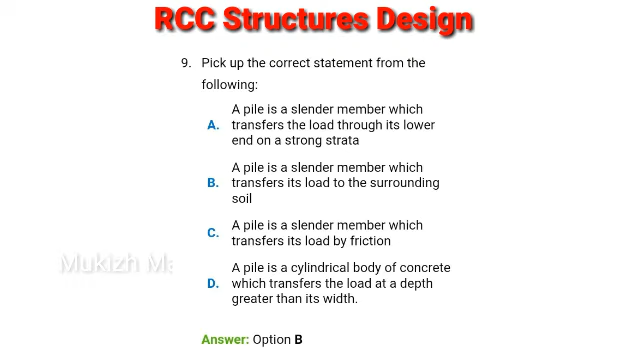 RCC Structures Design
9. Pick up the correct statement from the
following:
A pile is a slender member which
A. transfers the load through its lower
end on a strong strata
A pile is a slender member which
B. transfers its load to the surrounding
soil
A pile is a slender member which
C. transfers its load by friction
A pile is a cylindrical body of concrete
D. which transfers the load at a depth
greater than its width.
Mukizh Ma
Answer: Option B